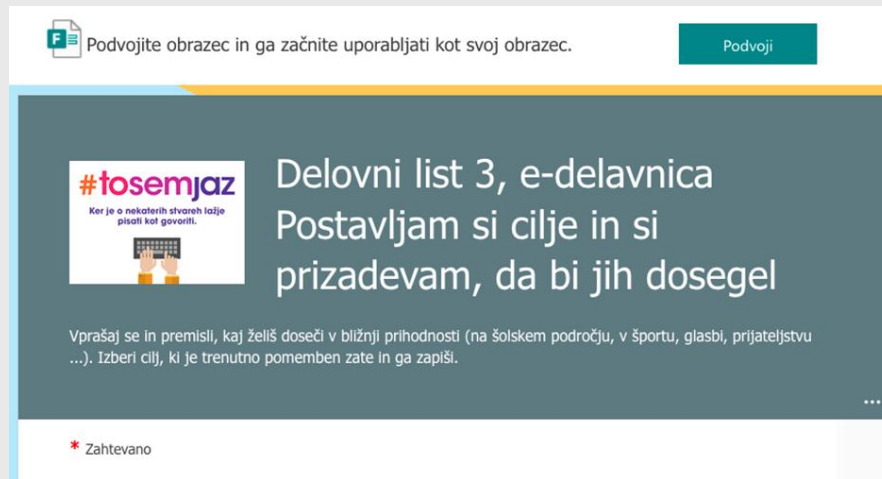 Podvojite obrazec in ga začnite uporabljati kot svoj obrazec.
Podvoji
#tosemjaz
Ker je o nekaterih stvareh lažje
pisati kot govoriti.
Delovni list 3, e-delavnica
Postavljam si cilje in si
prizadevam, da bi jih dosegel
Vprašaj se in premisli, kaj želiš doseči v bližnji prihodnosti (na šolskem področju, v športu, glasbi, prijateljstvu
...). Izberi cilj, ki je trenutno pomemben zate in ga zapiši.
...
* Zahtevano